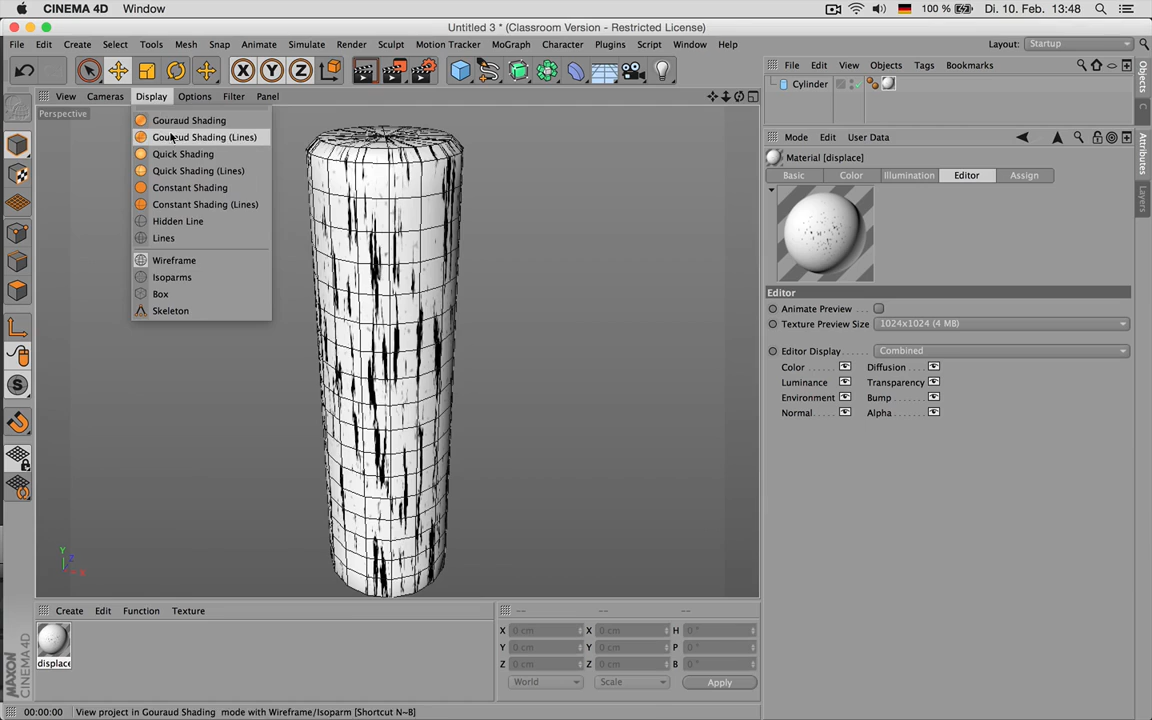 CINEMA 4D Window 100 % Di. 10. Feb. 13:48
Untitled 3 * (Classroom Version - Restricted License)
File Edit Create Select Tools Mesh Snap Animate Simulate Render Sculpt Motion Tracker MoGraph Character Plugins Script Window Help Layout: Startup
X Y Z
File Edit View Objects Tags Bookmarks
View Cameras Display Options Filter Panel
Cylinder
Perspective
Gouraud Shading
Gouraud Shading (Lines)
Quick Shading
Quick Shading (Lines)
Constant Shading
Constant Shading (Lines)
Hidden Line
Lines
Wireframe
Isoparms
Box
Skeleton
Mode Edit User Data
Material [displace]
Basic Color Illumination Editor Assign
Editor
Animate Preview
Texture Preview Size 1024x1024 (4 MB)
Editor Display Combined
Color Diffusion
Luminance Transparency
Environment Bump
Normal Alpha
Objects
Attributes
Layers
S
Y
Z
X
Create Edit Function Texture
displace
-- -- --
X 0 cm X 0 cm H 0 °
Y 0 cm Y 0 cm P 0 °
Z 0 cm Z 0 cm B 0 °
World Scale Apply
MAXON
CINEMA 4D
00:00:00 View project in Gouraud Shading mode with Wireframe/Isoparm [Shortcut N~B]